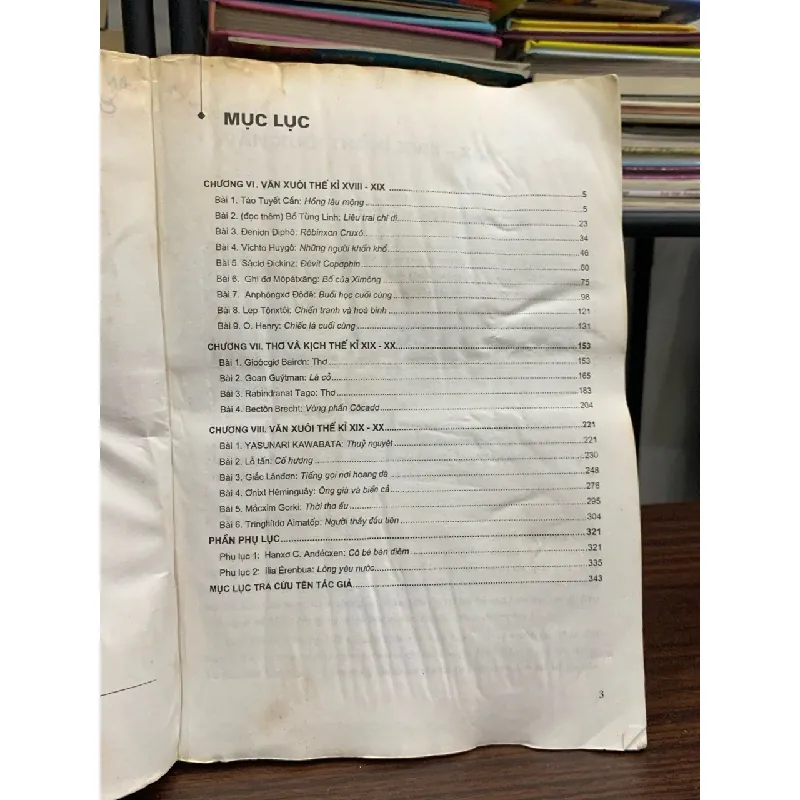 MỤC LỤC
CHƯƠNG VI. VĂN XUÔI THẾ KỈ XVIII - XIX ........ 5
Bài 1. Tào Tuyết Cần: Hồng lâu mộng ........ 5
Bài 2. (đọc thêm) Bồ Tùng Linh: Liêu trai chí dị ........ 23
Bài 3. Đeniơn Diphô: Rôbinxơn Cruxô ........ 34
Bài 4. Vichto Huygô: Những người khốn khổ ........ 46
Bài 5. Sáclơ Đickinz: Đêvit Copơphin ........ 60
Bài 6. Ghi đơ Môpátxăng: Bố của Ximông ........ 75
Bài 7. Anphôngxơ Đôđê: Buổi học cuối cùng ........ 98
Bài 8. Lep Tônxtôi: Chiến tranh và hoà bình ........ 121
Bài 9. O. Henry: Chiếc lá cuối cùng ........ 131
CHƯƠNG VII. THƠ VÀ KỊCH THẾ KỈ XIX - XX ........ 153
Bài 1. Gioócgiơ Bairơn: Thơ ........ 153
Bài 2. Goan Guýtman: Lá cỏ ........ 165
Bài 3. Rabindranat Tago: Thơ ........ 183
Bài 4. Bectôn Brecht: Vòng phấn Côcadơ ........ 204
CHƯƠNG VIII. VĂN XUÔI THẾ KỈ XIX - XX ........ 221
Bài 1. YASUNARI KAWABATA: Thuỷ nguyệt ........ 221
Bài 2. Lỗ tấn: Cố hương ........ 230
Bài 3. Giắc Lânđơn: Tiếng gọi nơi hoang dã ........ 248
Bài 4. Ơnixt Hêminguây: Ông già và biển cả ........ 276
Bài 5. Mácxim Gorki: Thời thơ ấu ........ 295
Bài 6. Tringhidơ Aimatốp: Người thầy đầu tiên ........ 304
PHẦN PHỤ LỤC ........ 321
Phụ lục 1: Hanxơ C. Anđécxen: Cô bé bán diêm ........ 321
Phụ lục 2: Ilia Êrenbua: Lòng yêu nước ........ 335
MỤC LỤC TRA CỨU TÊN TÁC GIẢ ........ 343
3